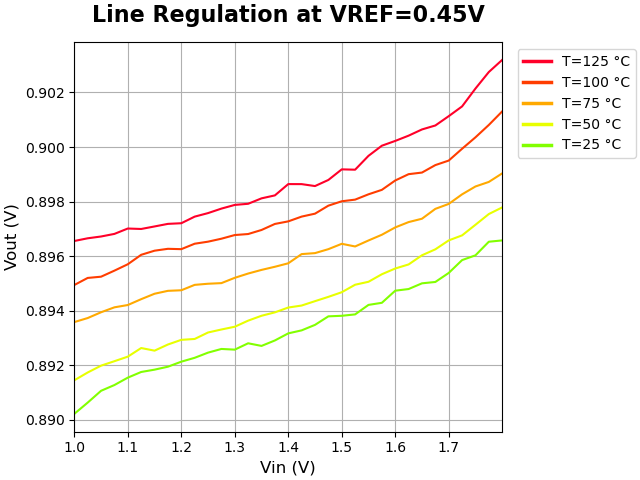 Line Regulation at VREF=0.45V
T=125 °C
T=100 °C
T=75 °C
T=50 °C
T=25 °C
Vout (V)
0.902
0.900
0.898
0.896
0.894
0.892
0.890
1.0 1.1 1.2 1.3 1.4 1.5 1.6 1.7
Vin (V)